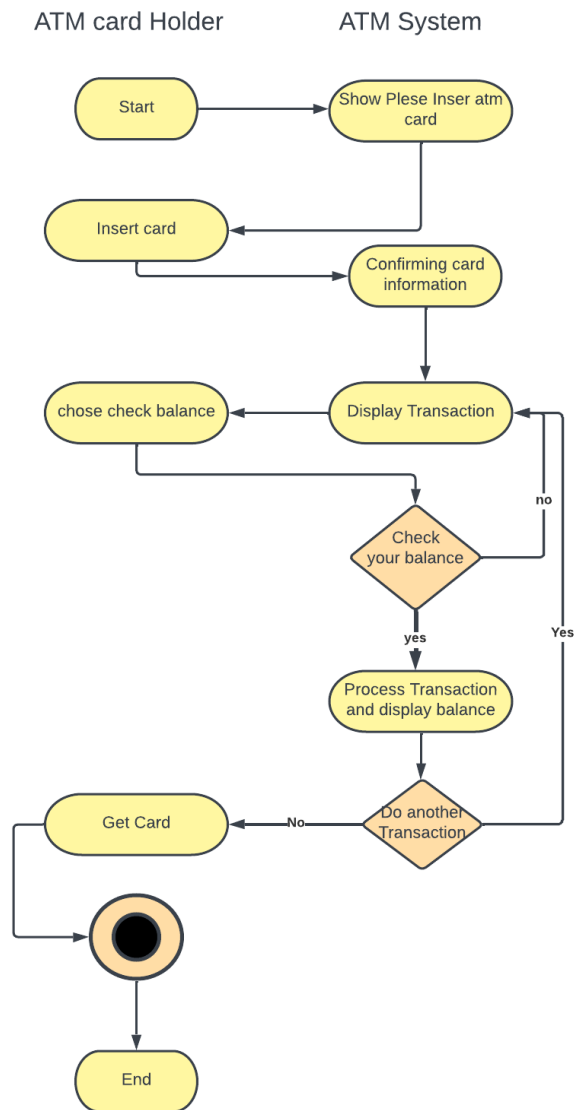 ATM card Holder
ATM System
Start
Show Plese Inser atm
card
Insert card
Confirming card
information
chose check balance
Display Transaction
no
Check
your balance
Yes
yes
Process Transaction
and display balance
Get Card
No
Do another
Transaction
End